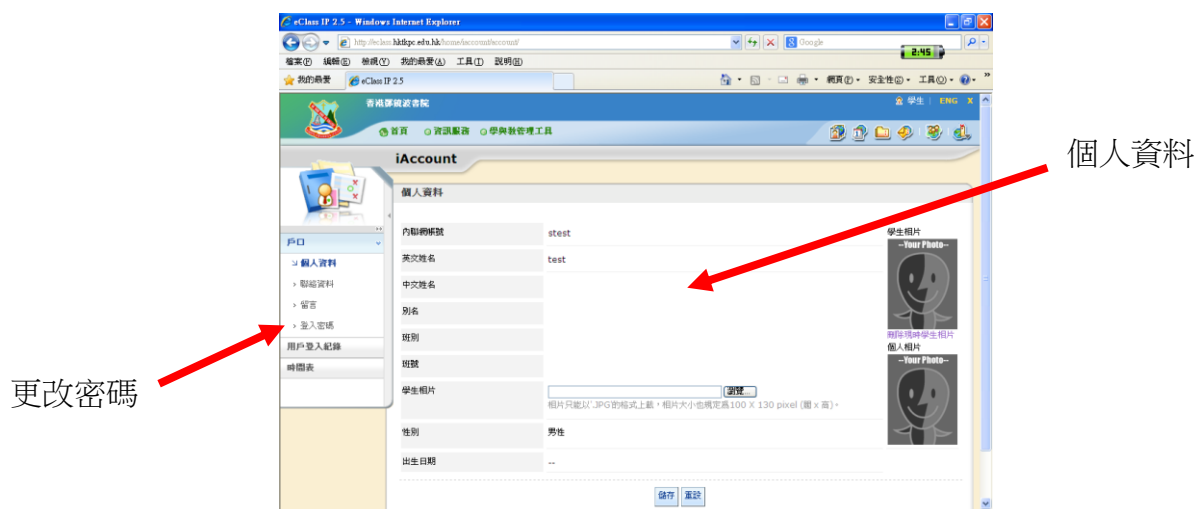 eClass IP 2.5 - Windows Internet Explorer
http://eclass.hktkpc.edu.hk/home/iaccount/account/
Google
2:45
檔案(F) 編輯(E) 檢視(V) 我的最愛(A) 工具(T) 說明(H)
我的最愛 eClass IP 2.5 網頁(P) 安全性(S) 工具(O)
香港鄧鏡波書院 學生 | ENG X
首頁 資訊服務 學與教管理工具
iAccount
個人資料
個人資料
內聯網帳號 stest 學生相片
戶口 --Your Photo--
個人資料 英文姓名 test
聯絡資料 中文姓名
留言 別名
登入密碼 班別 刪除現時學生相片
用戶登入紀錄 個人相片
時間表 班號 --Your Photo--
更改密碼
學生相片 瀏覽...
相片只能以'.JPG'的格式上載,相片大小也規定為100 X 130 pixel (闊 x 高)。
性別 男性
出生日期 --
儲存 重設